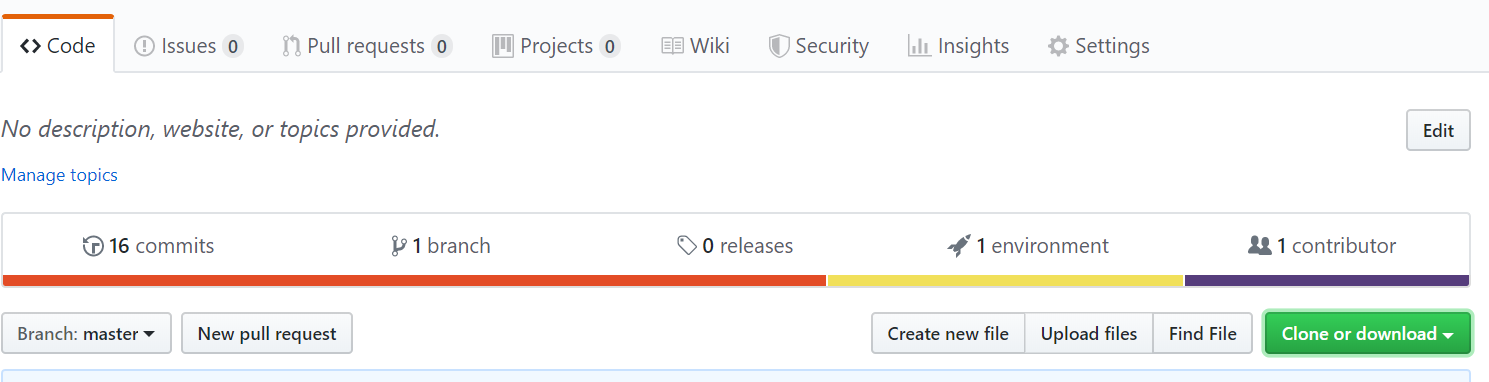 Code Issues 0 Pull requests 0 Projects 0 Wiki Security Insights Settings
No description, website, or topics provided. Edit
Manage topics
16 commits 1 branch 0 releases 1 environment 1 contributor
Branch: master New pull request Create new file Upload files Find File Clone or download